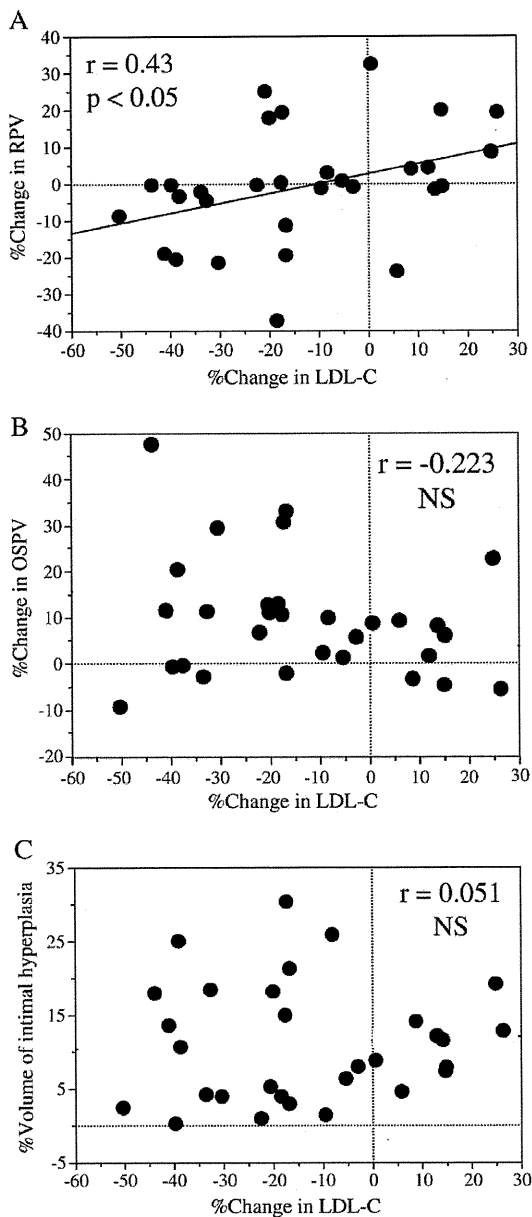 A
40
30
20
10
0
-10
-20
-30
-40
%Change in RPV
r = 0.43
p < 0.05
-60 -50 -40 -30 -20 -10 0 10 20 30
%Change in LDL-C
B
50
40
30
20
10
0
-10
-20
%Change in OSPV
r = -0.223
NS
-60 -50 -40 -30 -20 -10 0 10 20 30
%Change in LDL-C
C
35
25
15
5
-5
%Volume of intimal hyperplasia
r = 0.051
NS
-60 -50 -40 -30 -20 -10 0 10 20 30
%Change in LDL-C